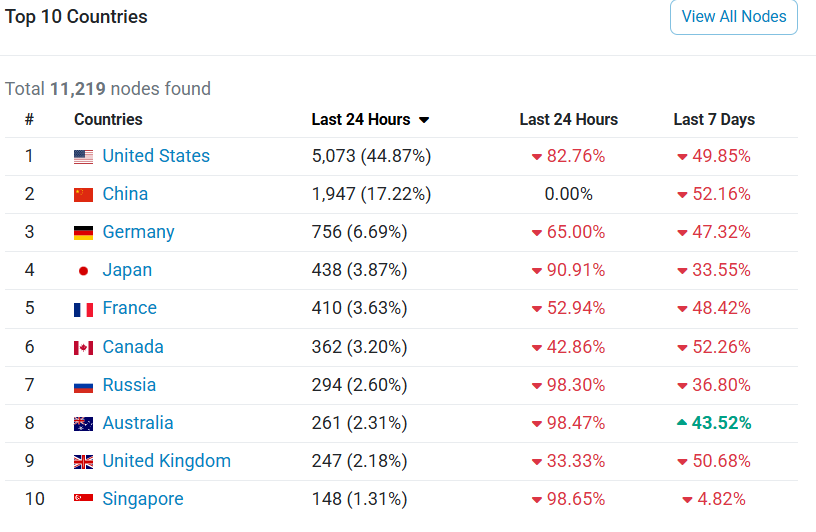 Top 10 Countries View All Nodes
Total 11,219 nodes found
# Countries Last 24 Hours Last 24 Hours Last 7 Days
1 United States 5,073 (44.87%) 82.76% 49.85%
2 China 1,947 (17.22%) 0.00% 52.16%
3 Germany 756 (6.69%) 65.00% 47.32%
4 Japan 438 (3.87%) 90.91% 33.55%
5 France 410 (3.63%) 52.94% 48.42%
6 Canada 362 (3.20%) 42.86% 52.26%
7 Russia 294 (2.60%) 98.30% 36.80%
8 Australia 261 (2.31%) 98.47% 43.52%
9 United Kingdom 247 (2.18%) 33.33% 50.68%
10 Singapore 148 (1.31%) 98.65% 4.82%